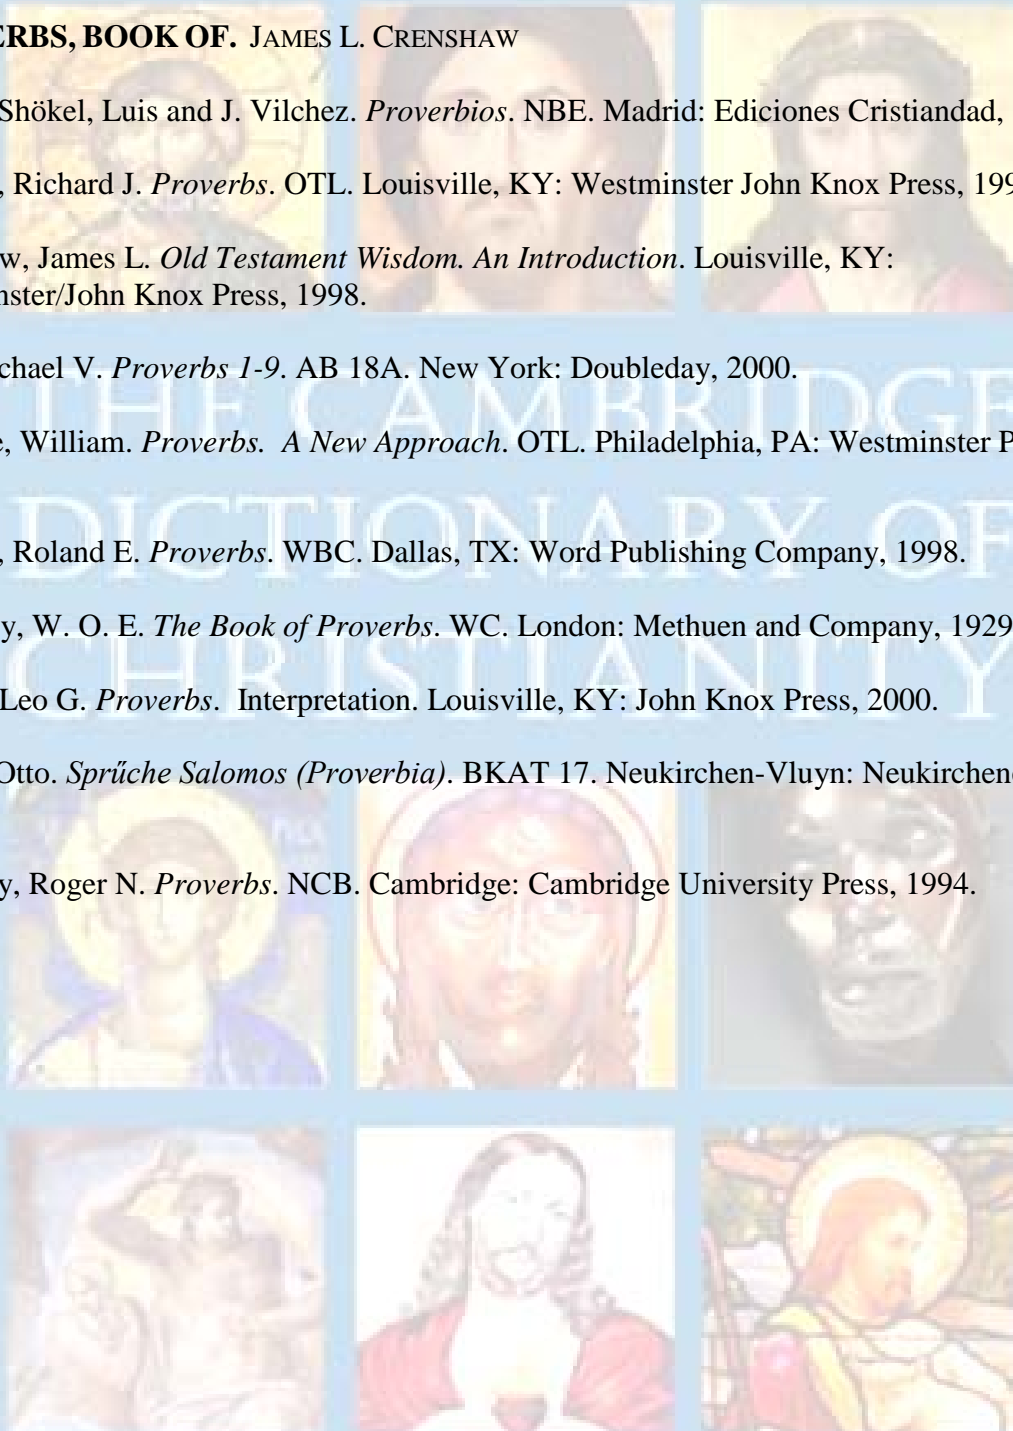 ERBS, BOOK OF. JAMES L. CRENSHAW
Shökel, Luis and J. Vilchez. Proverbios. NBE. Madrid: Ediciones Cristiandad,
, Richard J. Proverbs. OTL. Louisville, KY: Westminster John Knox Press, 199
w, James L. Old Testament Wisdom. An Introduction. Louisville, KY:
nster/John Knox Press, 1998.
chael V. Proverbs 1-9. AB 18A. New York: Doubleday, 2000.
THE CAMBRIDGE
e, William. Proverbs. A New Approach. OTL. Philadelphia, PA: Westminster P
DICTIONARY OF
, Roland E. Proverbs. WBC. Dallas, TX: Word Publishing Company, 1998.
y, W. O. E. The Book of Proverbs. WC. London: Methuen and Company, 1929
CHRISTIANITY
Leo G. Proverbs. Interpretation. Louisville, KY: John Knox Press, 2000.
Otto. Sprűche Salomos (Proverbia). BKAT 17. Neukirchen-Vluyn: Neukirchen
y, Roger N. Proverbs. NCB. Cambridge: Cambridge University Press, 1994.